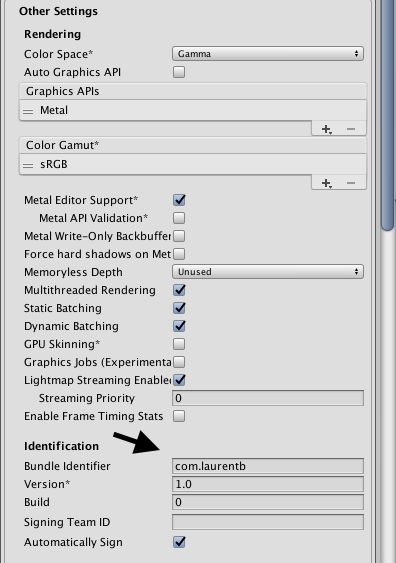 Other Settings
Rendering
Color Space* Gamma
Auto Graphics API
Graphics APIs
Metal
Color Gamut*
sRGB
Metal Editor Support*
Metal API Validation*
Metal Write-Only Backbuffer
Force hard shadows on Met
Memoryless Depth Unused
Multithreaded Rendering
Static Batching
Dynamic Batching
GPU Skinning*
Graphics Jobs (Experimenta
Lightmap Streaming Enable
Streaming Priority 0
Enable Frame Timing Stats
Identification
Bundle Identifier com.laurentb
Version* 1.0
Build 0
Signing Team ID
Automatically Sign